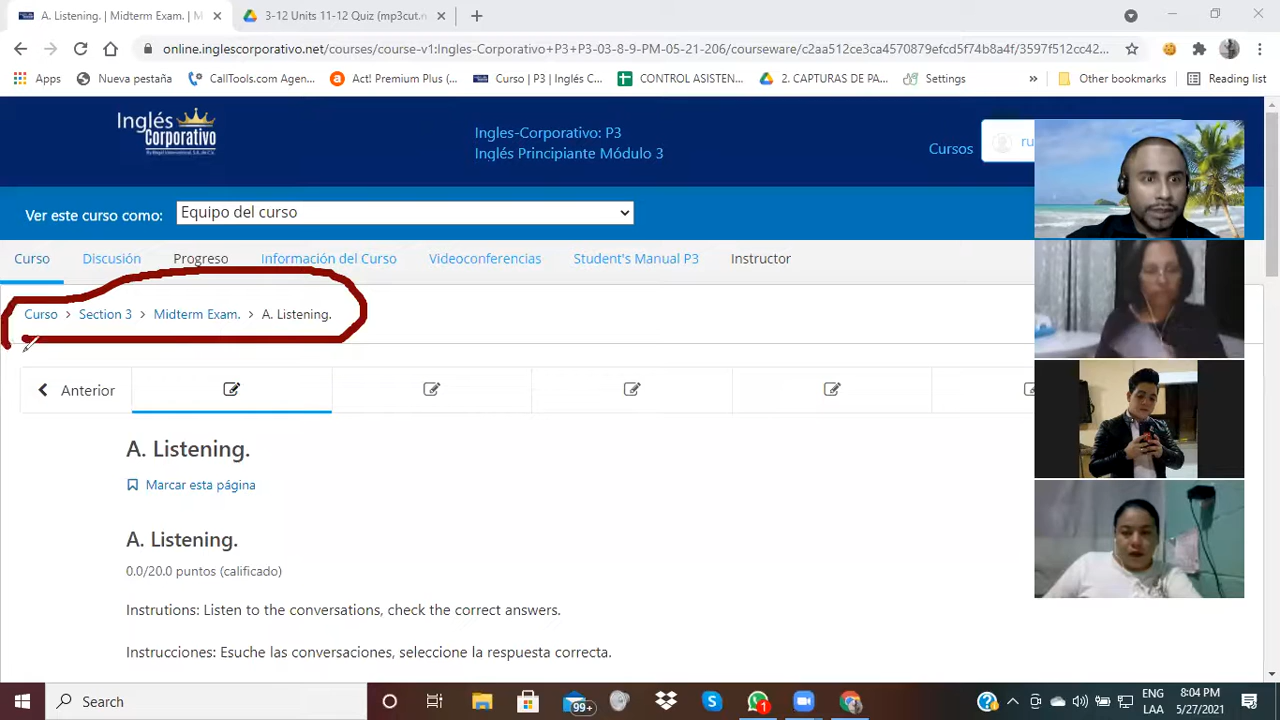 A. Listening. | Midterm Exam. | M
3-12 Units 11-12 Quiz (mp3cut.n
online.inglescorporativo.net/courses/course-v1:Ingles-Corporativo+P3+P3-03-8-9-PM-05-21-206/courseware/c2aa512ce3ca4570879efcd5f74b8a4f/3597f512cc42...
Apps
Nueva pestaña
CallTools.com Agen...
Act! Premium Plus (...
Curso | P3 | Inglés C...
CONTROL ASISTEN...
2. CAPTURAS DE PA...
Settings
»
Other bookmarks
Reading list
Inglés
Corporativo
Ingles-Corporativo: P3
Inglés Principiante Módulo 3
Cursos
ru
Ver este curso como:
Equipo del curso
Curso
Discusión
Progreso
Información del Curso
Videoconferencias
Student's Manual P3
Instructor
Curso > Section 3 > Midterm Exam. > A. Listening.
Anterior
A. Listening.
Marcar esta página
A. Listening.
0.0/20.0 puntos (calificado)
Instrutions: Listen to the conversations, check the correct answers.
Instrucciones: Esuche las conversaciones, seleccione la respuesta correcta.
Search
99+
1
ENG
LAA
8:04 PM
5/27/2021